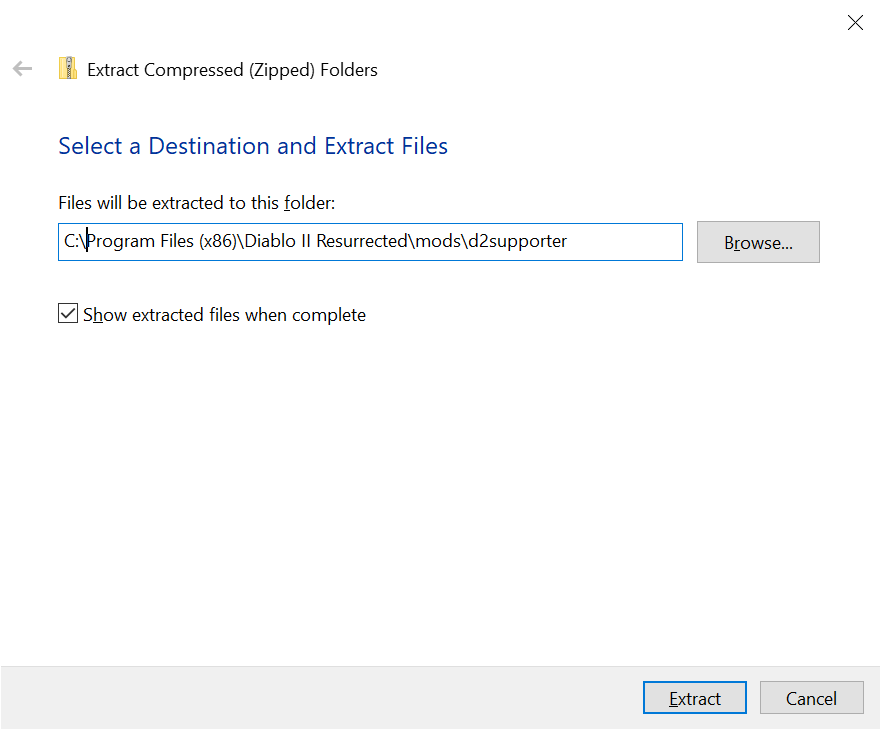 Extract Compressed (Zipped) Folders
Select a Destination and Extract Files
Files will be extracted to this folder:
C:\Program Files (x86)\Diablo II Resurrected\mods\d2supporter
Browse...
Show extracted files when complete
Extract
Cancel